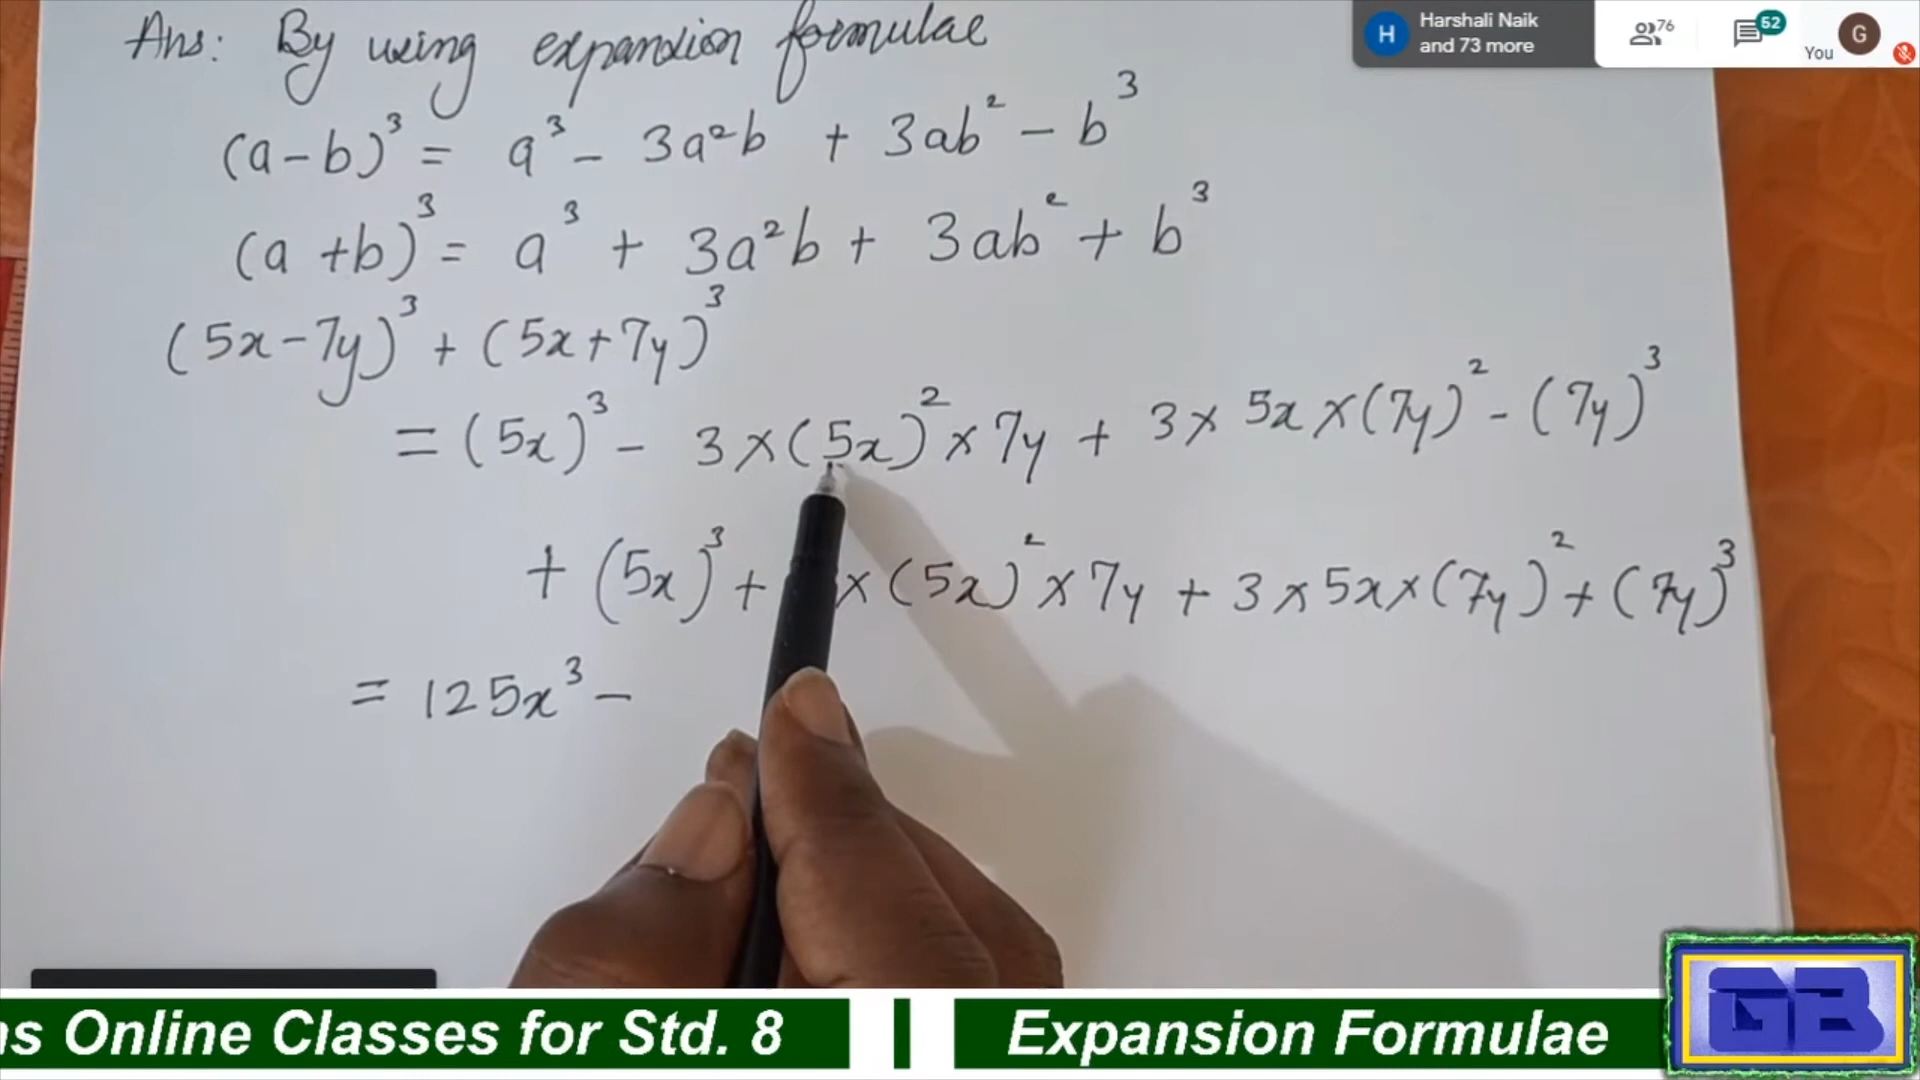 Ans: By using expansion formulae
(a-b)³ = a³ - 3a²b + 3ab² - b³
(a +b)³ = a³ + 3a²b + 3ab² + b³
(5x-7y)³ + (5x+7y)³
= (5x)³ - 3×(5x)²×7y + 3× 5x×(7y)² - (7y)³
+ (5x)³ + ×(5x)²×7y + 3×5x×(7y)² + (7y)³
= 125x³ -
H Harshali Naik
and 73 more
76
52
You
G
ns Online Classes for Std. 8 | Expansion Formulae
GB